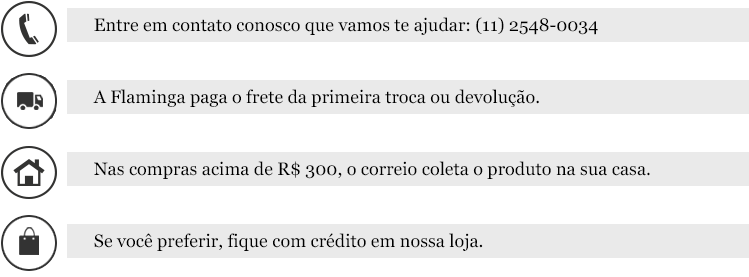 Entre em contato conosco que vamos te ajudar: (11) 2548-0034
A Flaminga paga o frete da primeira troca ou devolução.
Nas compras acima de R$ 300, o correio coleta o produto na sua casa.
Se você preferir, fique com crédito em nossa loja.